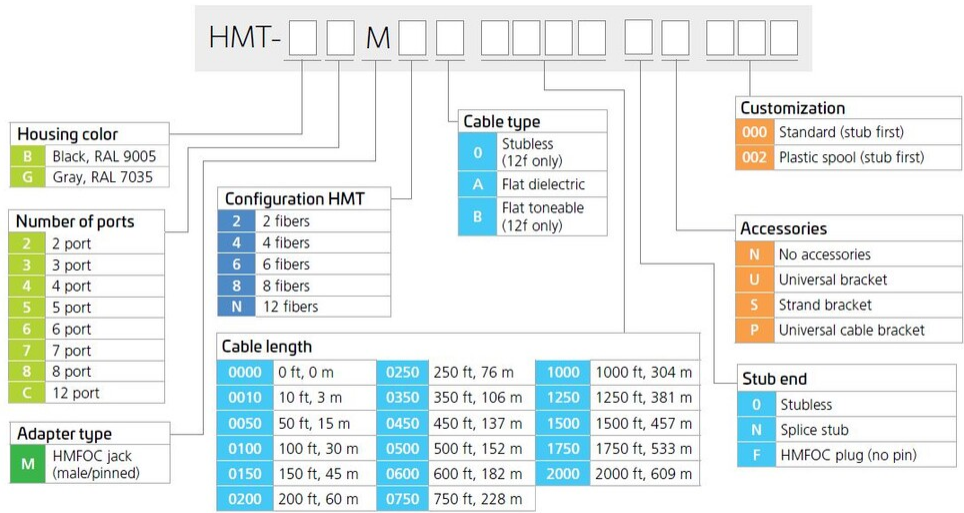 HMT- M
Housing color
B Black, RAL 9005
G Gray, RAL 7035
Number of ports
2 2 port
3 3 port
4 4 port
5 5 port
6 6 port
7 7 port
8 8 port
C 12 port
Adapter type
M HMFOC jack
(male/pinned)
Configuration HMT
2 2 fibers
4 4 fibers
6 6 fibers
8 8 fibers
N 12 fibers
Cable type
0 Stubless
(12f only)
A Flat dielectric
B Flat toneable
(12f only)
Cable length
0000 0 ft, 0 m 0250 250 ft, 76 m 1000 1000 ft, 304 m
0010 10 ft, 3 m 0350 350 ft, 106 m 1250 1250 ft, 381 m
0050 50 ft, 15 m 0450 450 ft, 137 m 1500 1500 ft, 457 m
0100 100 ft, 30 m 0500 500 ft, 152 m 1750 1750 ft, 533 m
0150 150 ft, 45 m 0600 600 ft, 182 m 2000 2000 ft, 609 m
0200 200 ft, 60 m 0750 750 ft, 228 m
Customization
000 Standard (stub first)
002 Plastic spool (stub first)
Accessories
N No accessories
U Universal bracket
S Strand bracket
P Universal cable bracket
Stub end
0 Stubless
N Splice stub
F HMFOC plug (no pin)